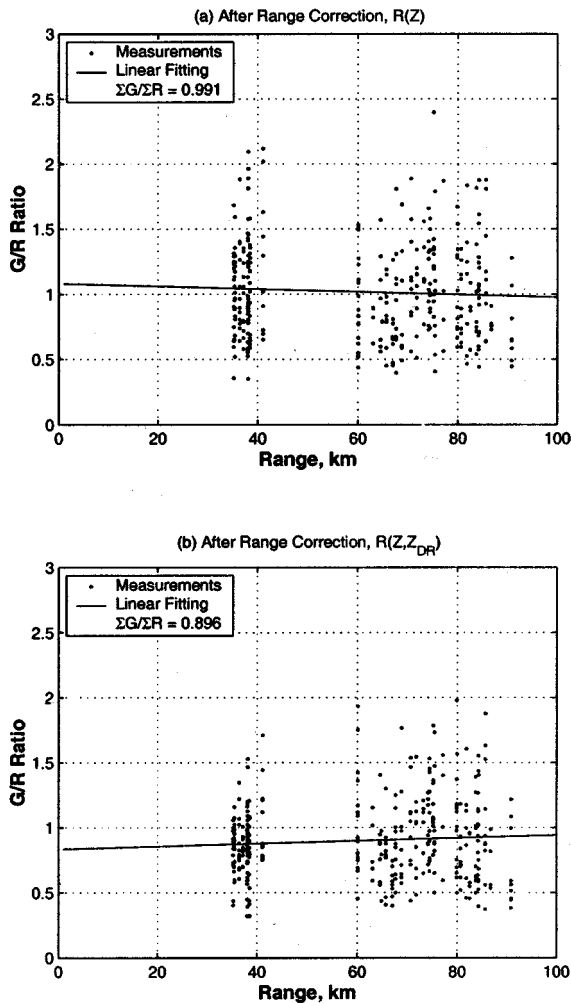 (a) After Range Correction, R(Z)
3
Measurements
Linear Fitting
ΣG/ΣR = 0.991
2.5
2
1.5
1
0.5
0
G/R Ratio
0 20 40 60 80 100
Range, km
(b) After Range Correction, R(Z,Z_DR)
3
Measurements
Linear Fitting
ΣG/ΣR = 0.896
2.5
2
1.5
1
0.5
0
G/R Ratio
0 20 40 60 80 100
Range, km